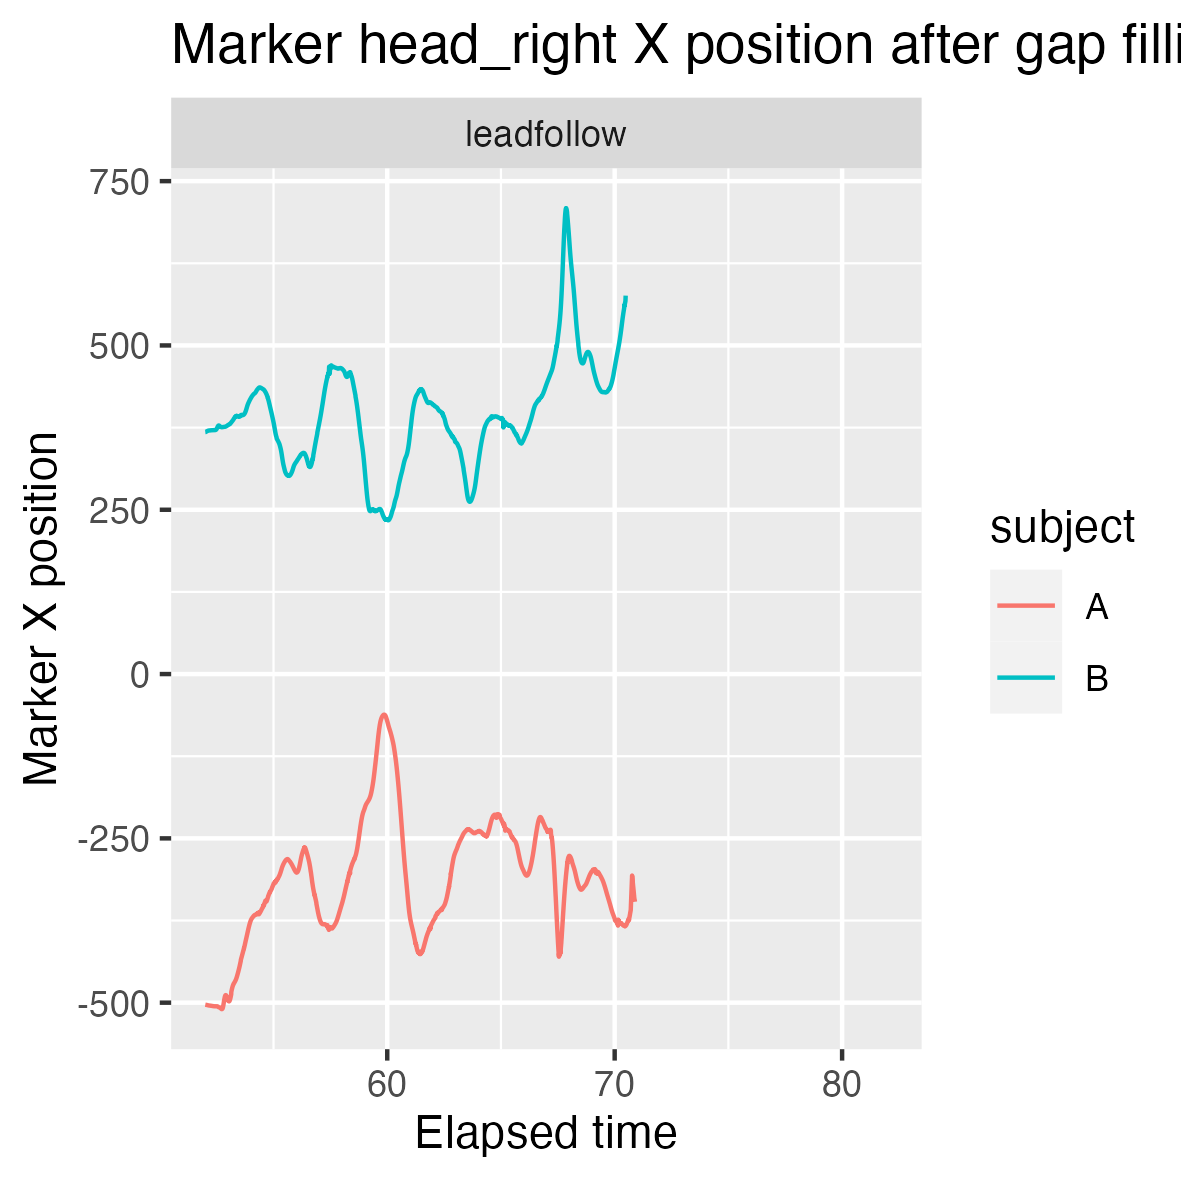 Marker head_right X position after gap filli
leadfollow
750
500
250
0
-250
-500
Marker X position
60
70
80
Elapsed time
subject
A
B